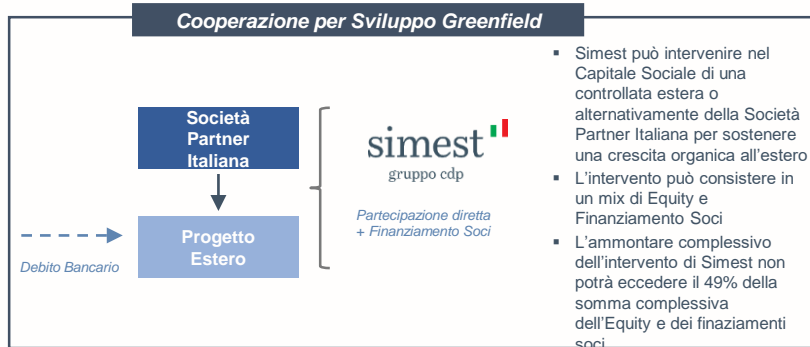 Cooperazione per Sviluppo Greenfield
Società
Partner
Italiana
Progetto
Estero
Debito Bancario
simest
gruppo cdp
Partecipazione diretta
+ Finanziamento Soci
▪ Simest può intervenire nel
Capitale Sociale di una
controllata estera o
alternativamente della Società
Partner Italiana per sostenere
una crescita organica all’estero
▪ L’intervento può consistere in
un mix di Equity e
Finanziamento Soci
▪ L’ammontare complessivo
dell’intervento di Simest non
potrà eccedere il 49% della
somma complessiva
dell’Equity e dei finaziamenti
soci